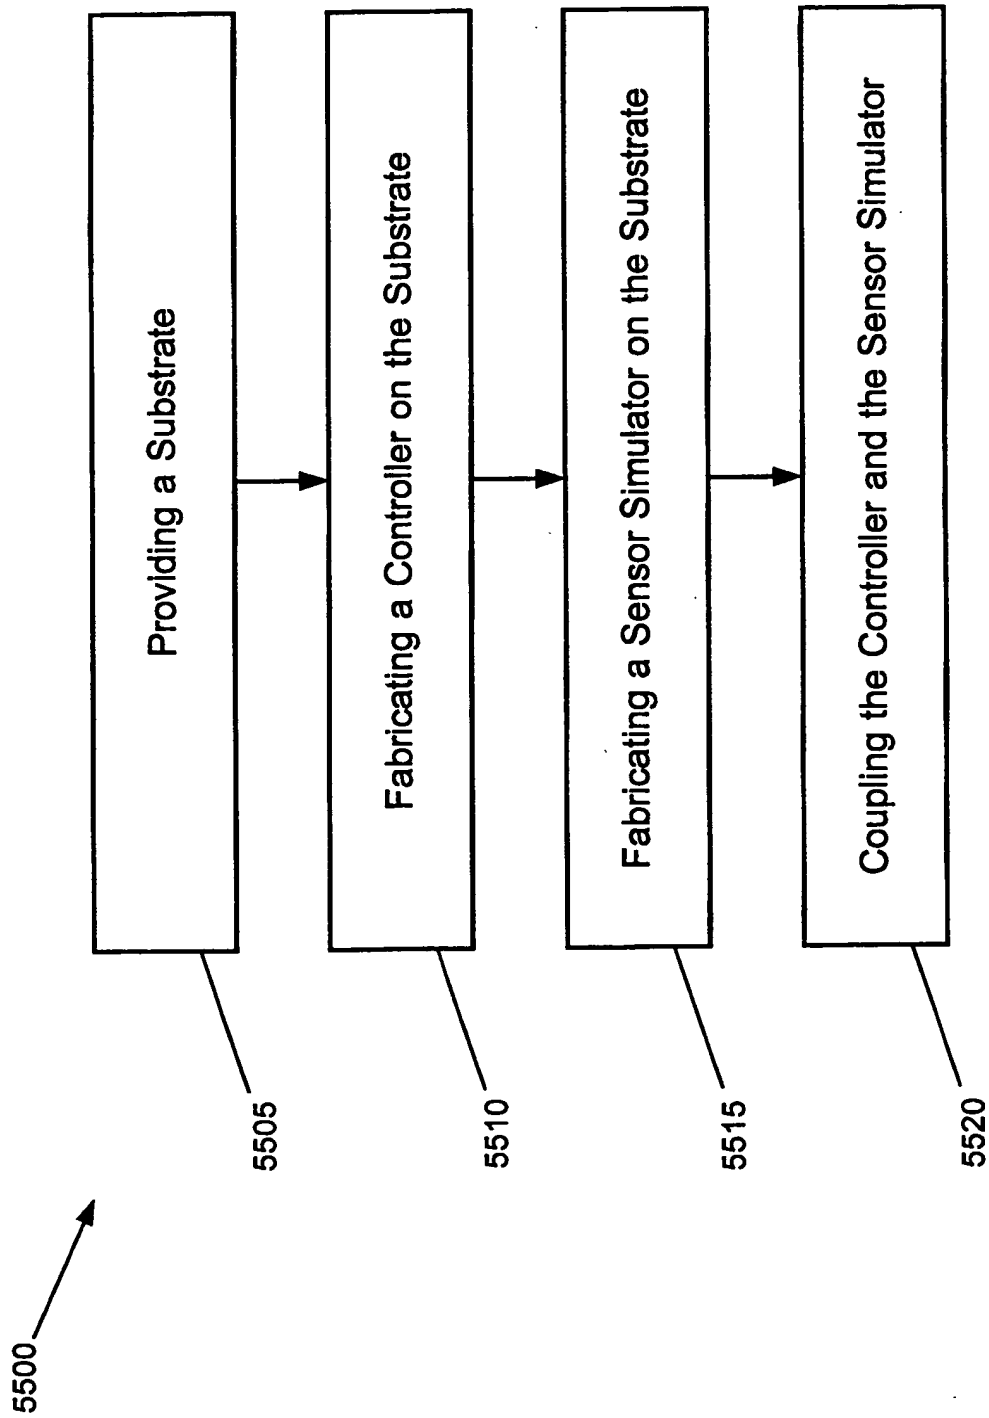 5500
Providing a Substrate
5505
Fabricating a Controller on the Substrate
5510
Fabricating a Sensor Simulator on the Substrate
5515
Coupling the Controller and the Sensor Simulator
5520